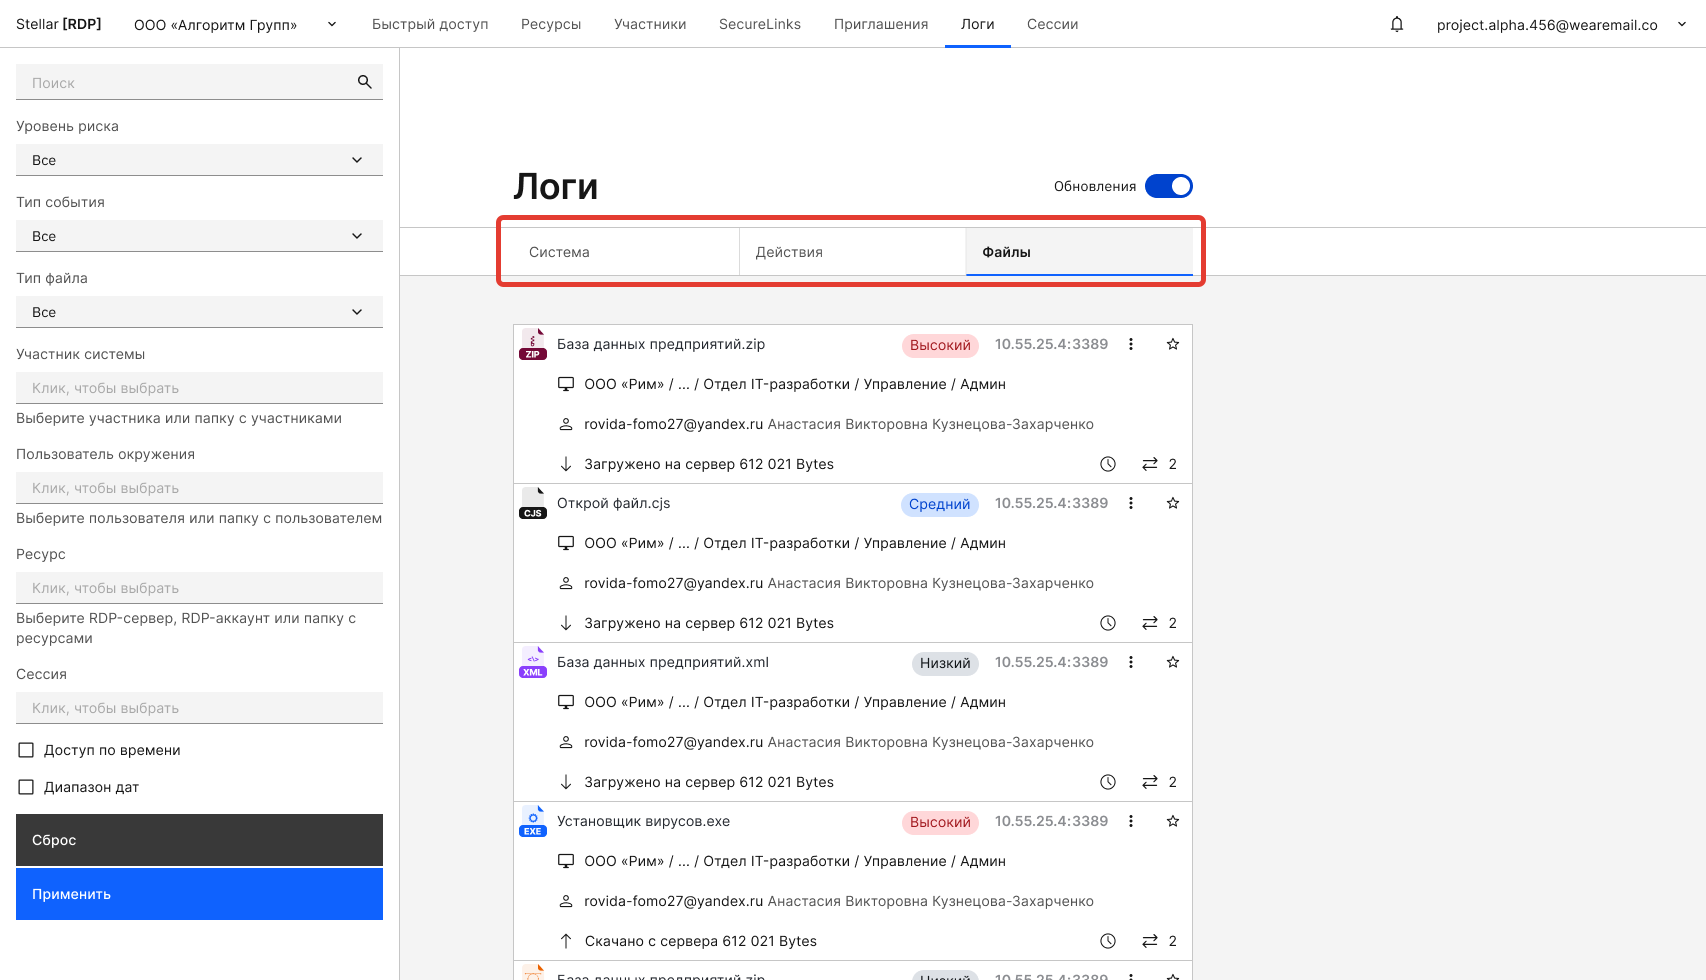 Stellar [RDP] ООО «Алгоритм Групп» Быстрый доступ Ресурсы Участники SecureLinks Приглашения Логи Сессии project.alpha.456@wearemail.co
Поиск
Уровень риска
Все
Тип события
Все
Тип файла
Все
Участник системы
Клик, чтобы выбрать
Выберите участника или папку с участниками
Пользователь окружения
Клик, чтобы выбрать
Выберите пользователя или папку с пользователем
Ресурс
Клик, чтобы выбрать
Выберите RDP-сервер, RDP-аккаунт или папку с
ресурсами
Сессия
Клик, чтобы выбрать
Доступ по времени
Диапазон дат
Сброс
Применить
Логи
Обновления
Система Действия Файлы
ZIP База данных предприятий.zip Высокий 10.55.25.4:3389
ООО «Рим» / ... / Отдел IT-разработки / Управление / Админ
rovida-fomo27@yandex.ru Анастасия Викторовна Кузнецова-Захарченко
Загружено на сервер 612 021 Bytes 2
CJS Открой файл.cjs Средний 10.55.25.4:3389
ООО «Рим» / ... / Отдел IT-разработки / Управление / Админ
rovida-fomo27@yandex.ru Анастасия Викторовна Кузнецова-Захарченко
Загружено на сервер 612 021 Bytes 2
XML База данных предприятий.xml Низкий 10.55.25.4:3389
ООО «Рим» / ... / Отдел IT-разработки / Управление / Админ
rovida-fomo27@yandex.ru Анастасия Викторовна Кузнецова-Захарченко
Загружено на сервер 612 021 Bytes 2
EXE Установщик вирусов.exe Высокий 10.55.25.4:3389
ООО «Рим» / ... / Отдел IT-разработки / Управление / Админ
rovida-fomo27@yandex.ru Анастасия Викторовна Кузнецова-Захарченко
Скачано с сервера 612 021 Bytes 2
База данных предприятий.zip Низкий 10.55.25.4:3389